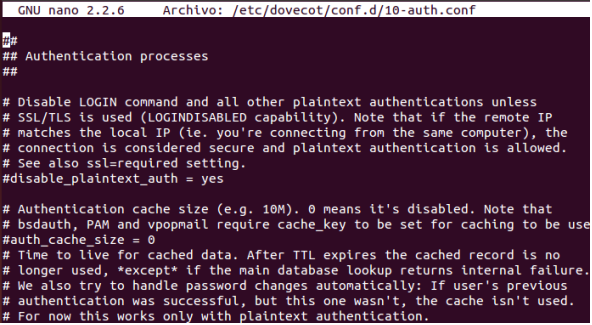 GNU nano 2.2.6 Archivo: /etc/dovecot/conf.d/10-auth.conf
##
## Authentication processes
##
# Disable LOGIN command and all other plaintext authentications unless
# SSL/TLS is used (LOGINDISABLED capability). Note that if the remote IP
# matches the local IP (ie. you're connecting from the same computer), the
# connection is considered secure and plaintext authentication is allowed.
# See also ssl=required setting.
#disable_plaintext_auth = yes
# Authentication cache size (e.g. 10M). 0 means it's disabled. Note that
# bsdauth, PAM and vpopmail require cache_key to be set for caching to be use
#auth_cache_size = 0
# Time to live for cached data. After TTL expires the cached record is no
# longer used, *except* if the main database lookup returns internal failure.
# We also try to handle password changes automatically: If user's previous
# authentication was successful, but this one wasn't, the cache isn't used.
# For now this works only with plaintext authentication.